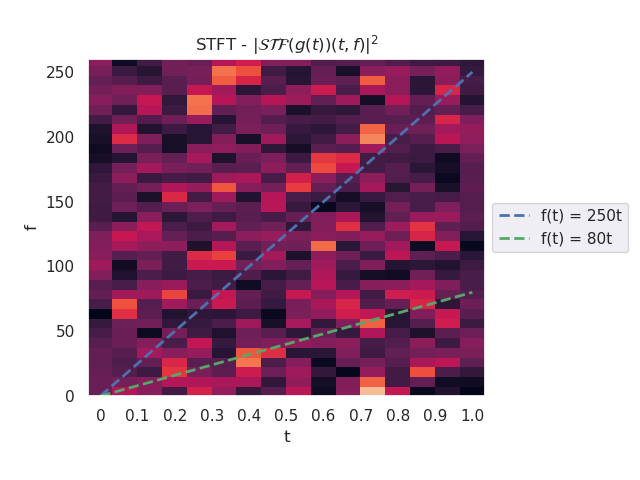 STFT - |𝒮𝒯ℱ(g(t))(t, f)|²
250
200
150
100
50
0
f
0 0.1 0.2 0.3 0.4 0.5 0.6 0.7 0.8 0.9 1.0
t
f(t) = 250t
f(t) = 80t